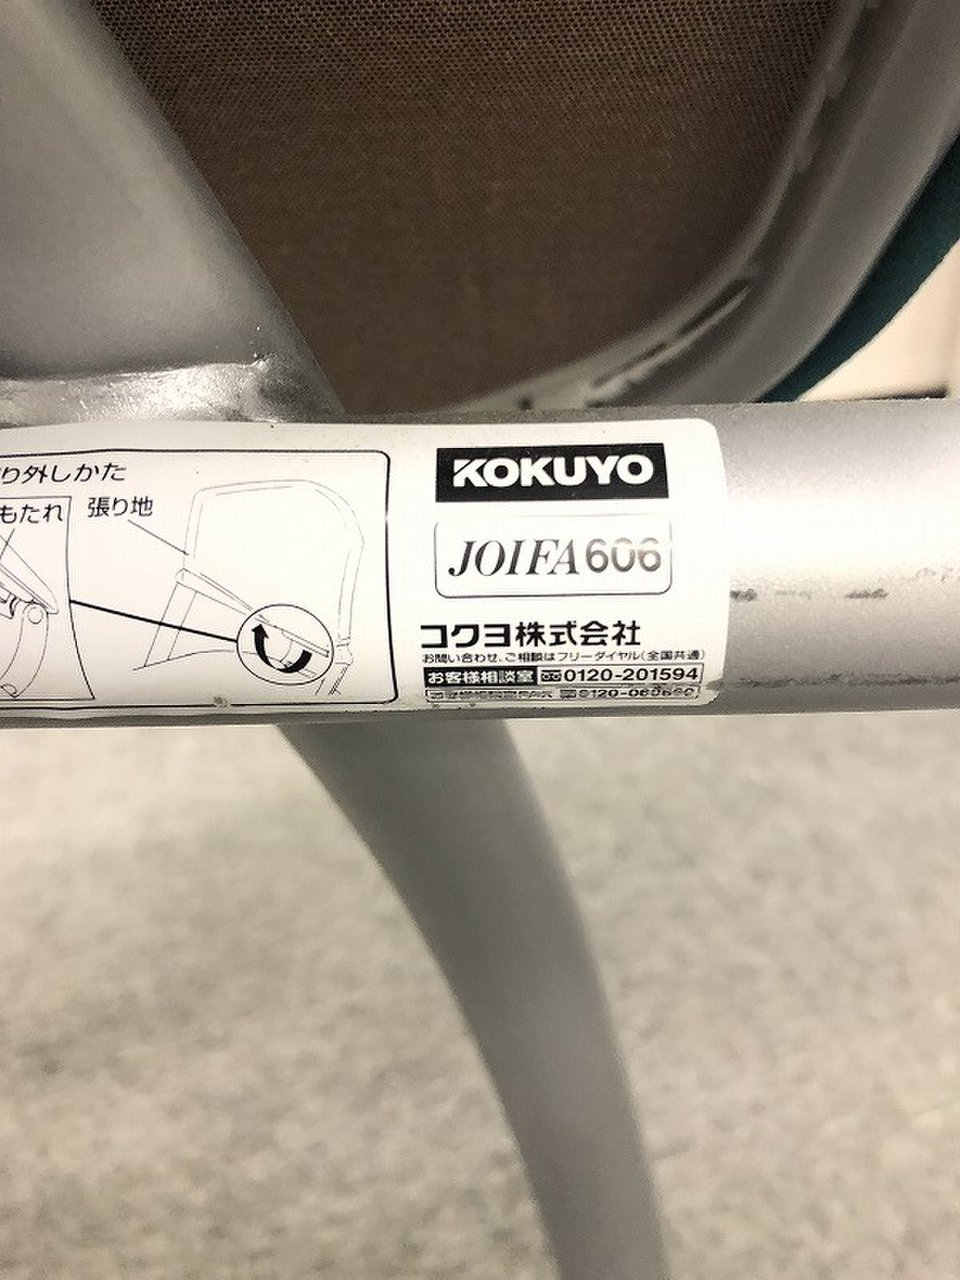 り外しかた
もたれ
張り地
KOKUYO
JOIFA606
コクヨ株式会社
お問い合わせ、ご相談はフリーダイヤル(全国共通)
お客様相談室 0120-201594